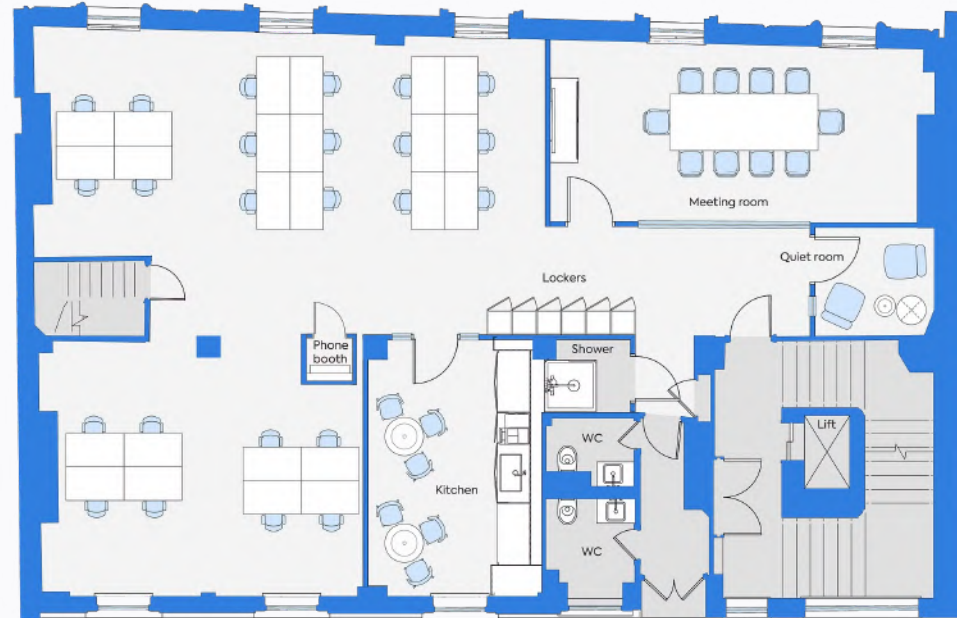 Meeting room
Quiet room
Lockers
Phone
booth
Shower
Lift
WC
Kitchen
WC